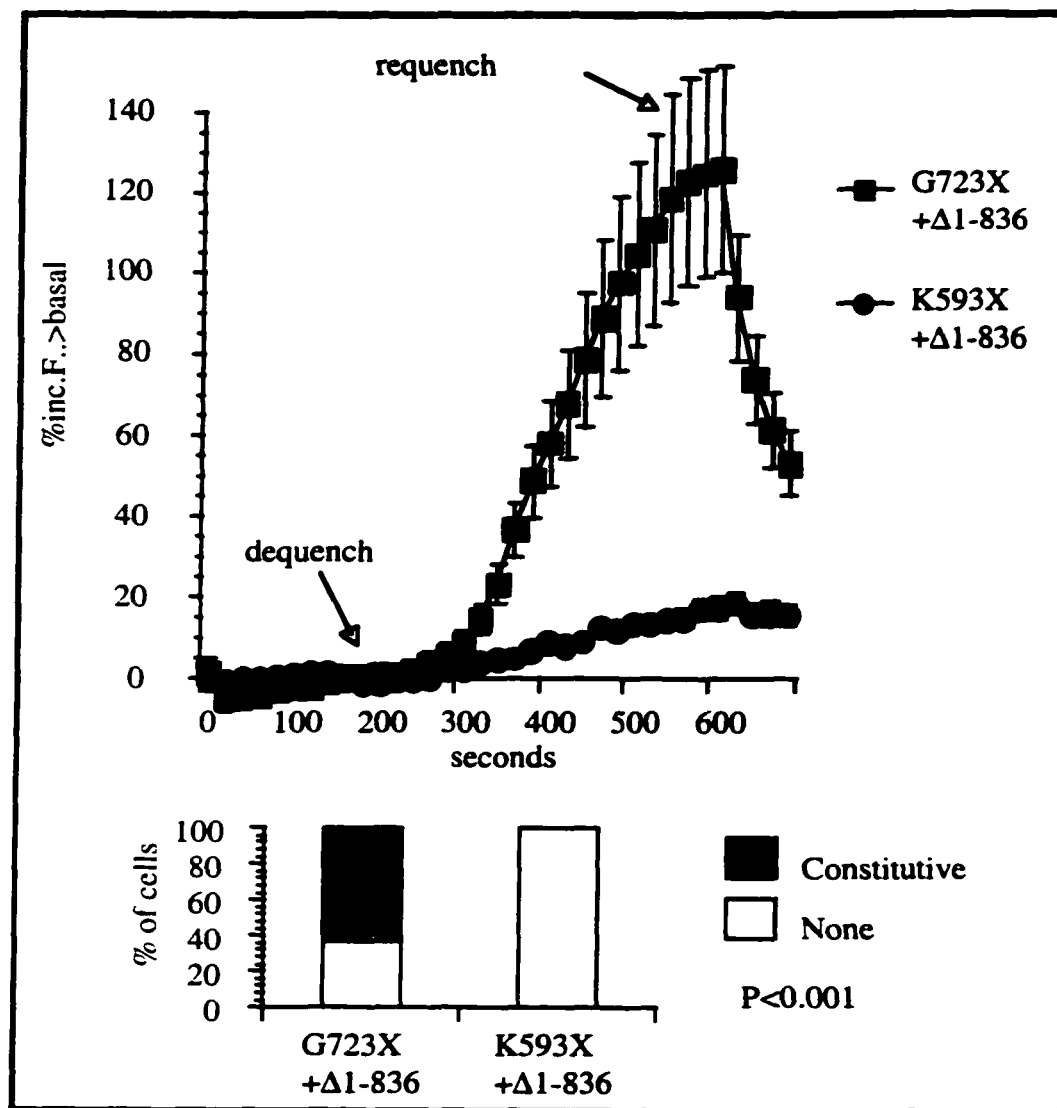 requench
140
120
100
80
60
40
20
0
%inc.F..>basal
dequench
0 100 200 300 400 500 600
seconds
G723X
+Δ1-836
K593X
+Δ1-836
100
80
60
40
20
0
% of cells
G723X
+Δ1-836
K593X
+Δ1-836
Constitutive
None
P<0.001